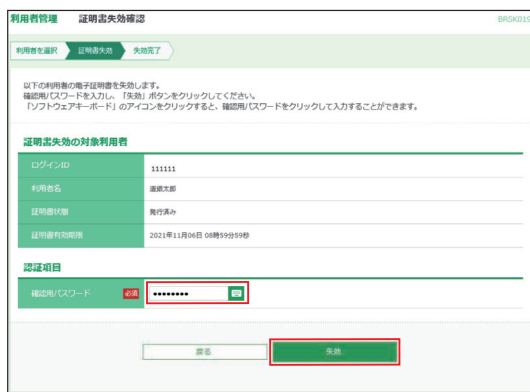 利用者管理 証明書失効確認 BRSK019
利用者を選択 証明書失効 失効完了
以下の利用者の電子証明書を失効します。
確認用パスワードを入力し、「失効」ボタンをクリックしてください。
「ソフトウェアキーボード」のアイコンをクリックすると、確認用パスワードをクリックして入力することができます。
証明書失効の対象利用者
ログインID 111111
利用者名 道銀太郎
証明書状態 発行済み
証明書有効期限 2021年11月06日 08時59分59秒
認証項目
確認用パスワード 必須 ••••••••
戻る 失効